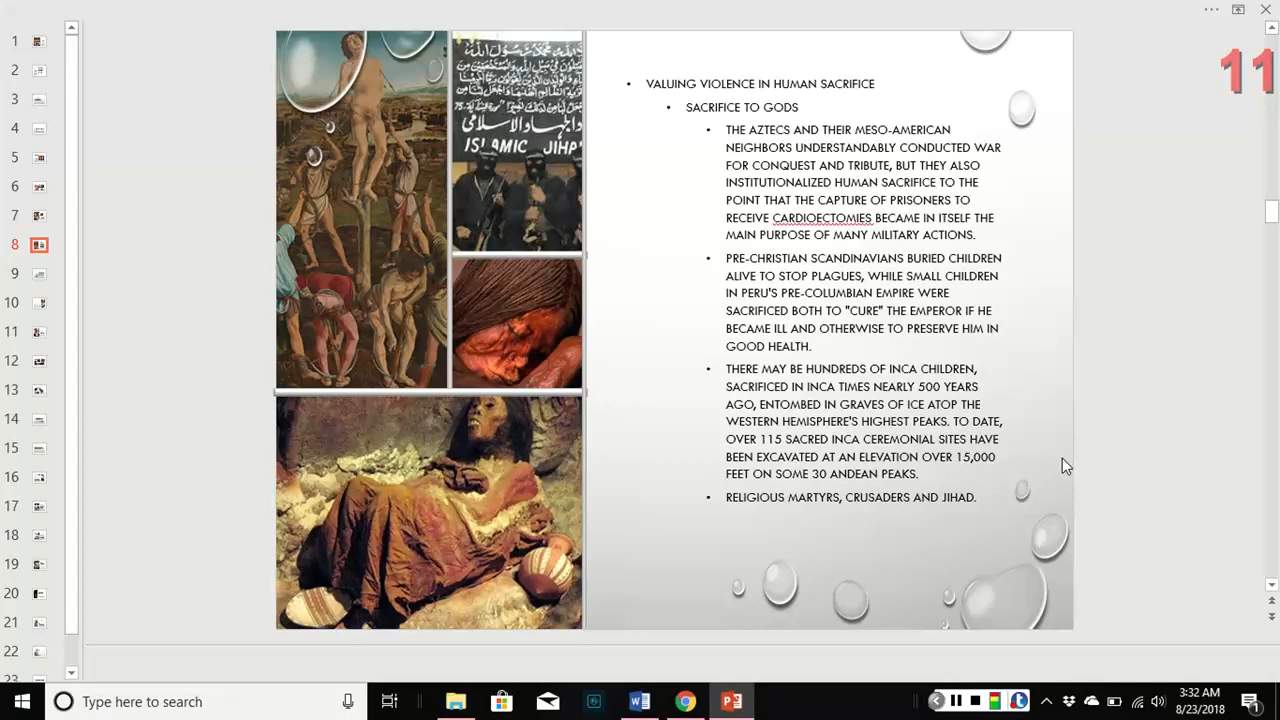 1
2
4
5
6
7
8
9
10
11
12
13
14
15
16
17
18
19
20
21
22
23
ISLAMIC JIHA
• VALUING VIOLENCE IN HUMAN SACRIFICE
• SACRIFICE TO GODS
• THE AZTECS AND THEIR MESO-AMERICAN
NEIGHBORS UNDERSTANDABLY CONDUCTED WAR
FOR CONQUEST AND TRIBUTE, BUT THEY ALSO
INSTITUTIONALIZED HUMAN SACRIFICE TO THE
POINT THAT THE CAPTURE OF PRISONERS TO
RECEIVE CARDIOECTOMIES BECAME IN ITSELF THE
MAIN PURPOSE OF MANY MILITARY ACTIONS.
• PRE-CHRISTIAN SCANDINAVIANS BURIED CHILDREN
ALIVE TO STOP PLAGUES, WHILE SMALL CHILDREN
IN PERU'S PRE-COLUMBIAN EMPIRE WERE
SACRIFICED BOTH TO "CURE" THE EMPEROR IF HE
BECAME ILL AND OTHERWISE TO PRESERVE HIM IN
GOOD HEALTH.
• THERE MAY BE HUNDREDS OF INCA CHILDREN,
SACRIFICED IN INCA TIMES NEARLY 500 YEARS
AGO, ENTOMBED IN GRAVES OF ICE ATOP THE
WESTERN HEMISPHERE'S HIGHEST PEAKS. TO DATE,
OVER 115 SACRED INCA CEREMONIAL SITES HAVE
BEEN EXCAVATED AT AN ELEVATION OVER 15,000
FEET ON SOME 30 ANDEAN PEAKS.
• RELIGIOUS MARTYRS, CRUSADERS AND JIHAD.
11
Type here to search
3:32 AM
8/23/2018